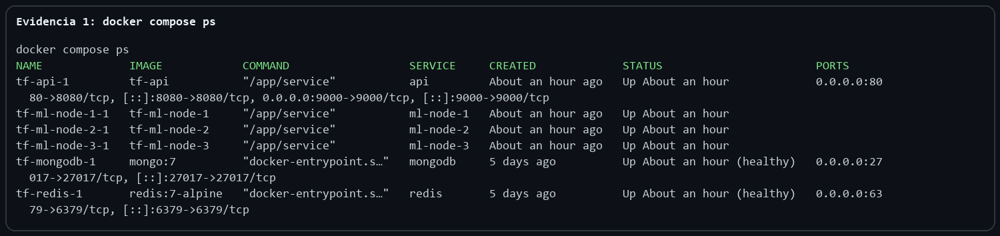 Evidencia 1: docker compose ps
docker compose ps
NAME             IMAGE            COMMAND                  SERVICE     CREATED             STATUS                       PORTS
tf-api-1         tf-api           "/app/service"           api         About an hour ago   Up About an hour             0.0.0.0:80
  80->8080/tcp, [::]:8080->8080/tcp, 0.0.0.0:9000->9000/tcp, [::]:9000->9000/tcp
tf-ml-node-1-1   tf-ml-node-1     "/app/service"           ml-node-1   About an hour ago   Up About an hour
tf-ml-node-2-1   tf-ml-node-2     "/app/service"           ml-node-2   About an hour ago   Up About an hour
tf-ml-node-3-1   tf-ml-node-3     "/app/service"           ml-node-3   About an hour ago   Up About an hour
tf-mongodb-1     mongo:7          "docker-entrypoint.s…"   mongodb     5 days ago          Up About an hour (healthy)   0.0.0.0:27
  017->27017/tcp, [::]:27017->27017/tcp
tf-redis-1       redis:7-alpine   "docker-entrypoint.s…"   redis       5 days ago          Up About an hour (healthy)   0.0.0.0:63
  79->6379/tcp, [::]:6379->6379/tcp